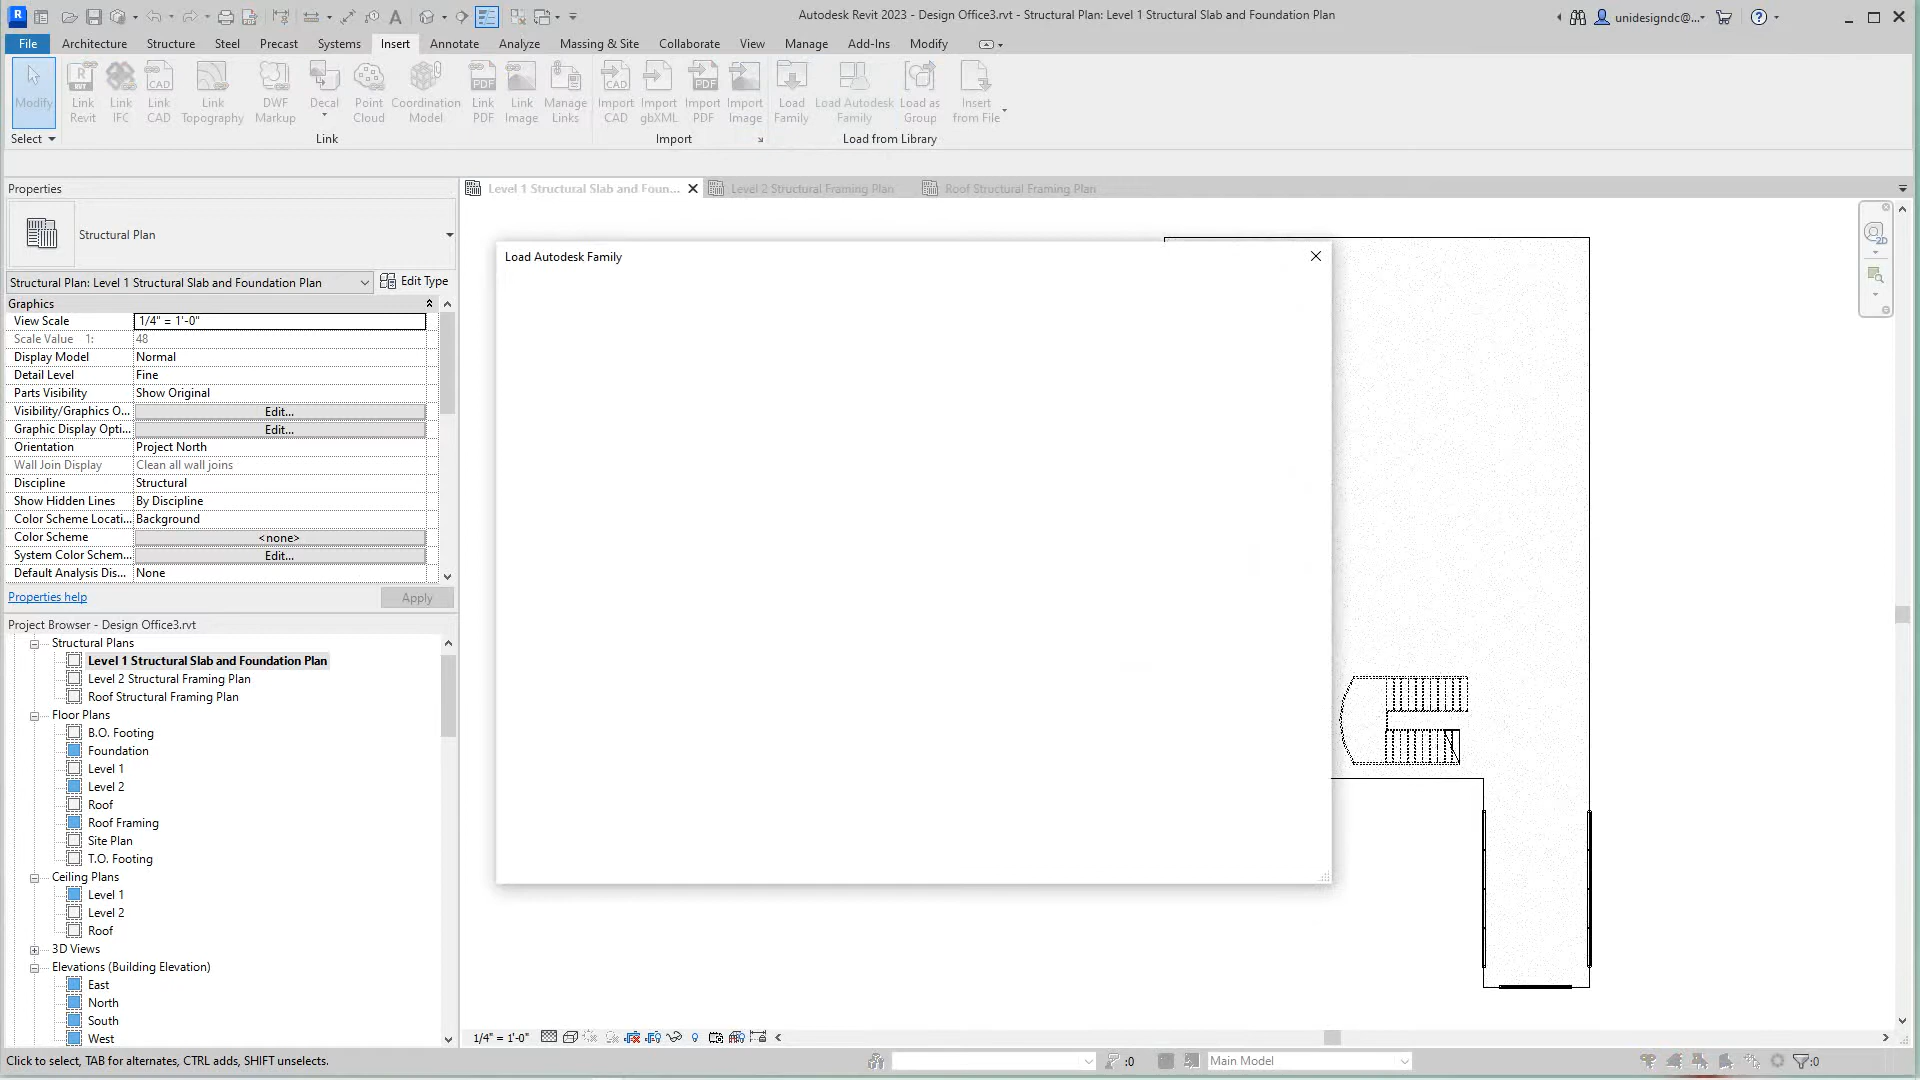 Autodesk Revit 2023 - Design Office3.rvt - Structural Plan: Level 1 Structural Slab and Foundation Plan
unidesigndc@...
File Architecture Structure Steel Precast Systems Insert Annotate Analyze Massing & Site Collaborate View Manage Add-Ins Modify
Modify
Link Revit
Link IFC
Link CAD
Link Topography
DWF Markup
Decal
Point Cloud
Coordination Model
Link PDF
Link Image
Manage Links
Import CAD
Import gbXML
Import PDF
Import Image
Load Family
Load Autodesk Family
Load as Group
Insert from File
Select
Link
Import
Load from Library
Properties
Level 1 Structural Slab and Foun...
Level 2 Structural Framing Plan
Roof Structural Framing Plan
Structural Plan
Structural Plan: Level 1 Structural Slab and Foundation Plan
Edit Type
Graphics
View Scale 1/4" = 1'-0"
Scale Value 1: 48
Display Model Normal
Detail Level Fine
Parts Visibility Show Original
Visibility/Graphics O... Edit...
Graphic Display Opti... Edit...
Orientation Project North
Wall Join Display Clean all wall joins
Discipline Structural
Show Hidden Lines By Discipline
Color Scheme Locati... Background
Color Scheme <none>
System Color Schem... Edit...
Default Analysis Dis... None
Properties help
Apply
Load Autodesk Family
Project Browser - Design Office3.rvt
Structural Plans
Level 1 Structural Slab and Foundation Plan
Level 2 Structural Framing Plan
Roof Structural Framing Plan
Floor Plans
B.O. Footing
Foundation
Level 1
Level 2
Roof
Roof Framing
Site Plan
T.O. Footing
Ceiling Plans
Level 1
Level 2
Roof
3D Views
Elevations (Building Elevation)
East
North
South
West
1/4" = 1'-0"
Click to select, TAB for alternates, CTRL adds, SHIFT unselects.
:0
Main Model
:0